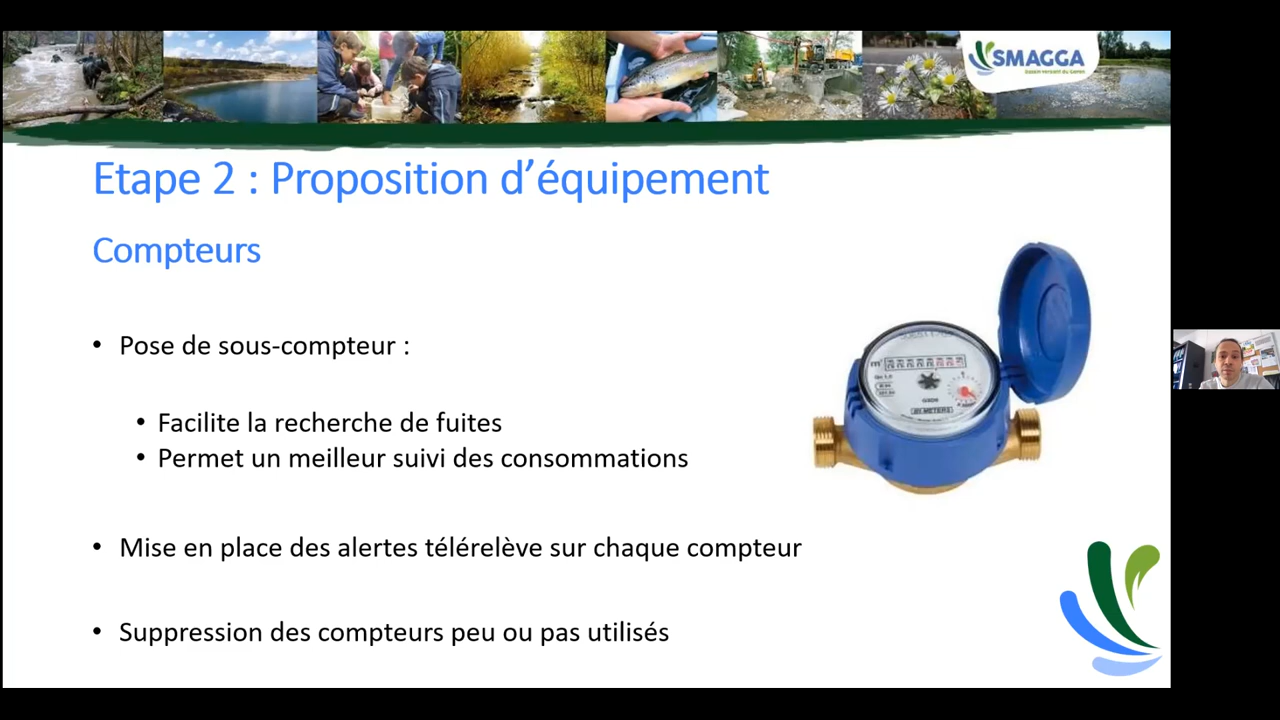 SMAGGA
Etape 2 : Proposition d’équipement
Compteurs
• Pose de sous-compteur :
• Facilite la recherche de fuites
• Permet un meilleur suivi des consommations
• Mise en place des alertes télérelève sur chaque compteur
• Suppression des compteurs peu ou pas utilisés
m³